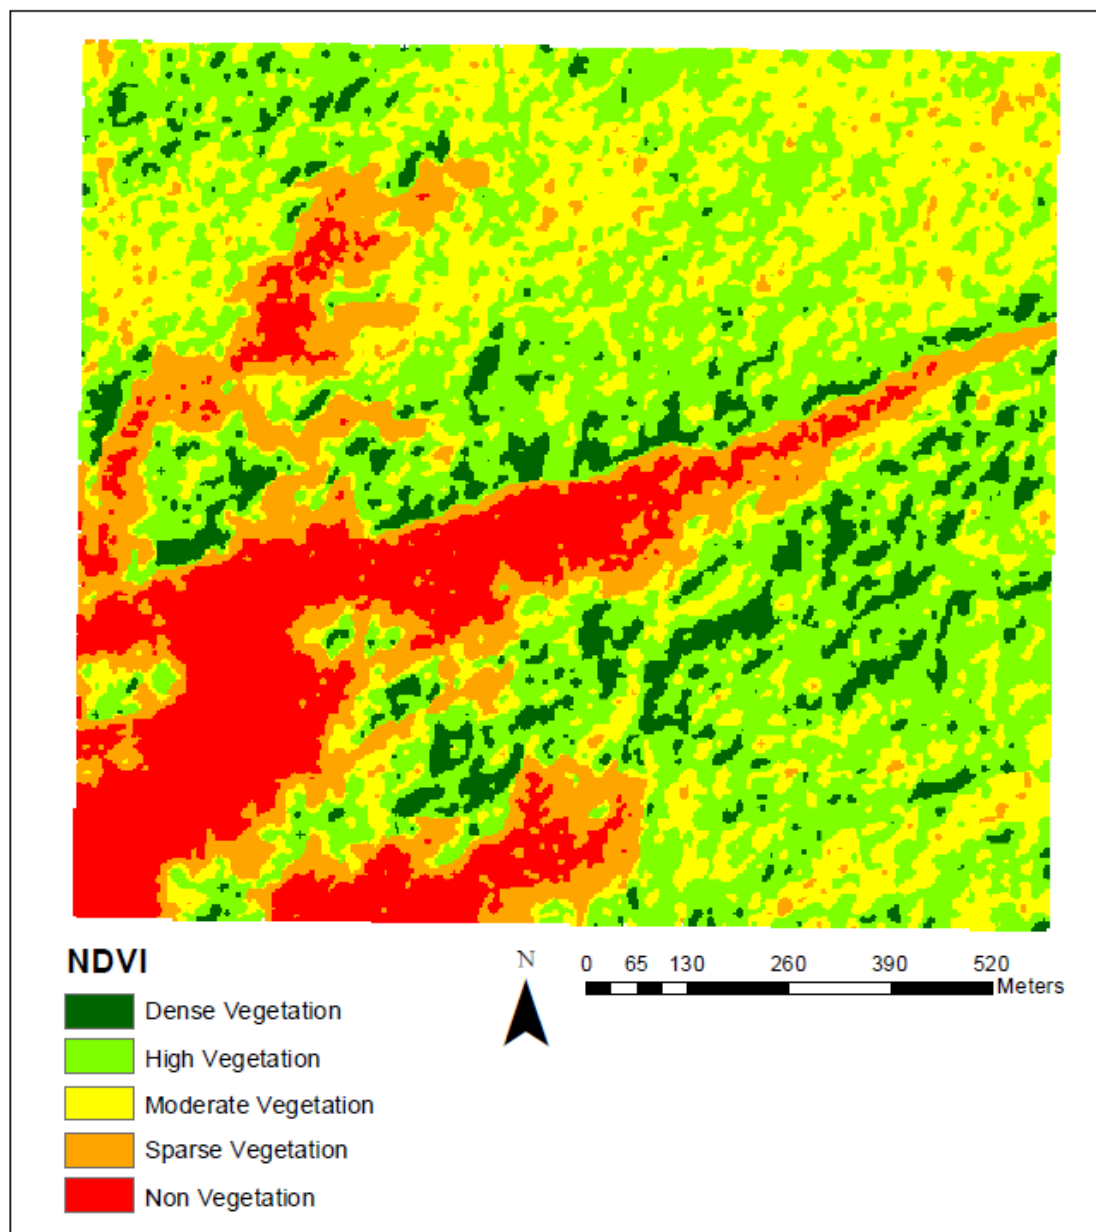 NDVI
Dense Vegetation
High Vegetation
Moderate Vegetation
Sparse Vegetation
Non Vegetation
N
0 65 130 260 390 520
Meters